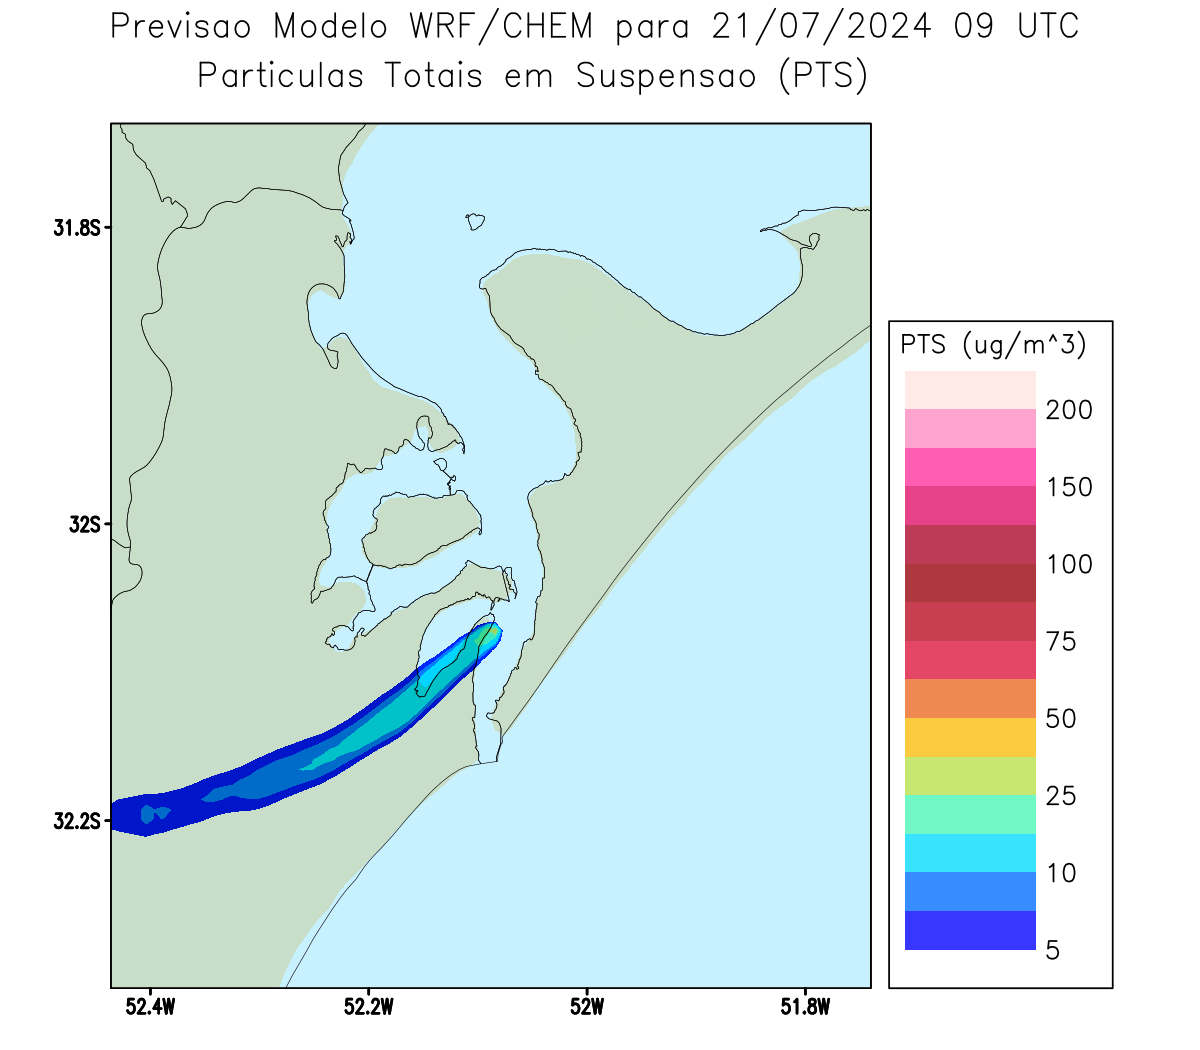 Previsao Modelo WRF/CHEM para 21/07/2024 09 UTC
Particulas Totais em Suspensao (PTS)
31.8S
32S
32.2S
52.4W
52.2W
52W
51.8W
PTS (ug/m^3)
200
150
100
75
50
25
10
5